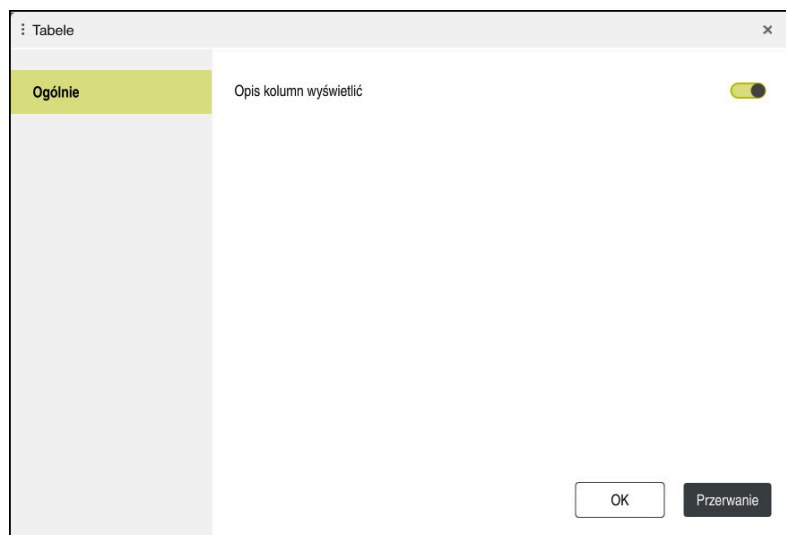 Tabele
Ogólnie
Opis kolumn wyświetlić
OK
Przerwanie